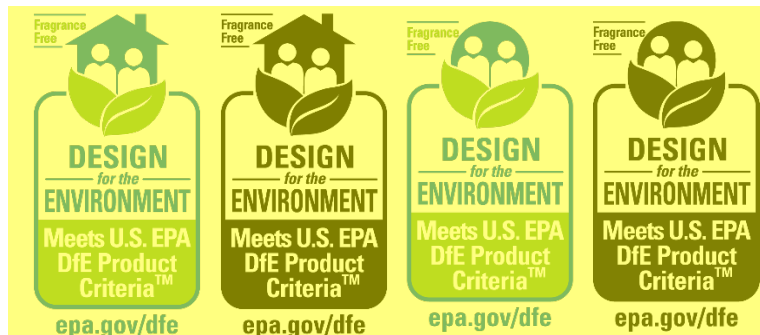 Fragrance
Free
DESIGN
for the
ENVIRONMENT
Meets U.S. EPA
DfE Product
Criteria™
epa.gov/dfe
Fragrance
Free
DESIGN
for the
ENVIRONMENT
Meets U.S. EPA
DfE Product
Criteria™
epa.gov/dfe
Fragrance
Free
DESIGN
for the
ENVIRONMENT
Meets U.S. EPA
DfE Product
Criteria™
epa.gov/dfe
Fragrance
Free
DESIGN
for the
ENVIRONMENT
Meets U.S. EPA
DfE Product
Criteria™
epa.gov/dfe